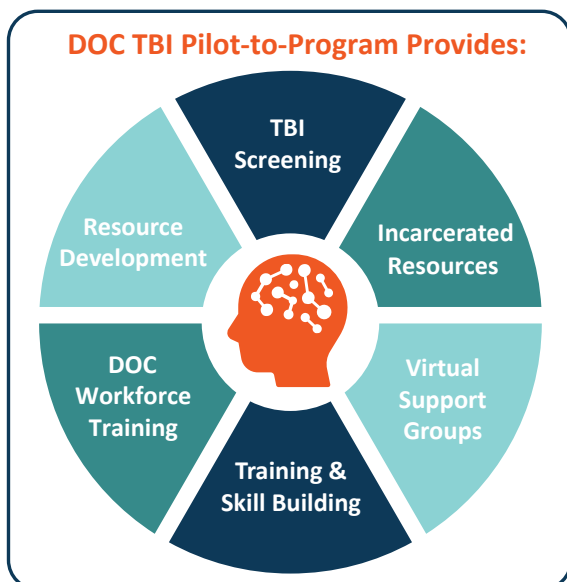 DOC TBI Pilot-to-Program Provides:
TBI
Screening
Incarcerated
Resources
Virtual
Support
Groups
Training &
Skill Building
DOC
Workforce
Training
Resource
Development